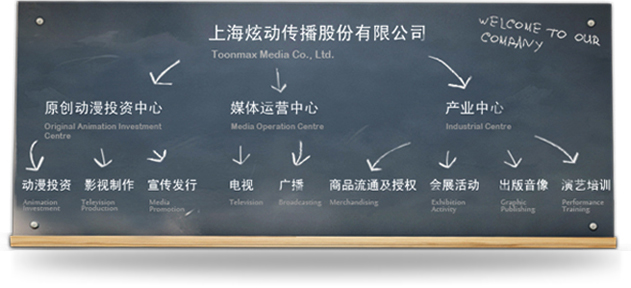 上海炫动传播股份有限公司
Toonmax Media Co., Ltd.
WELCOME TO OUR
COMPANY
原创动漫投资中心
Original Animation Investment
Centre
媒体运营中心
Media Operation Centre
产业中心
Industrial Centre
动漫投资
Animation
Investment
影视制作
Television
Production
宣传发行
Media
Promotion
电视
Television
广播
Broadcasting
商品流通及授权
Merchandising
会展活动
Exhibition
Activity
出版音像
Graphic
Publishing
演艺培训
Performance
Training